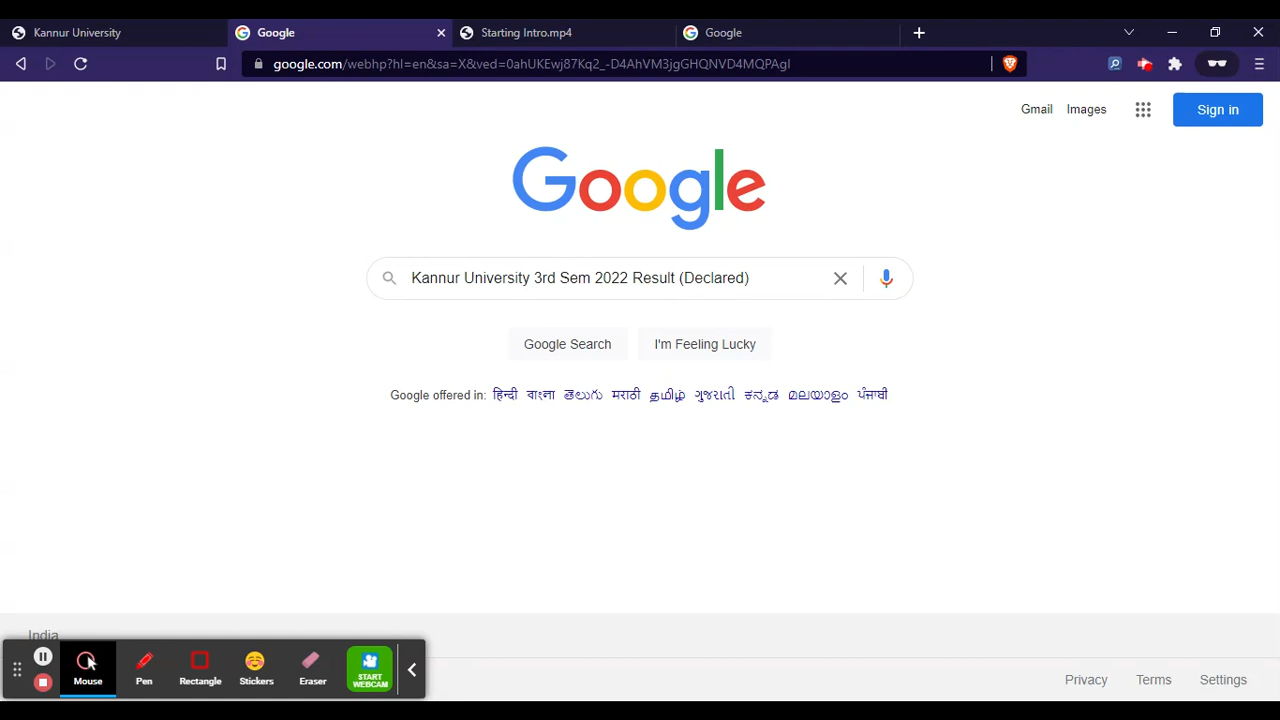 Kannur University
Google
Starting Intro.mp4
Google
google.com/webhp?hl=en&sa=X&ved=0ahUKEwj87Kq2_-D4AhVM3jgGHQNVD4MQPAgI
Gmail Images Sign in
Google
Kannur University 3rd Sem 2022 Result (Declared)
Google Search I'm Feeling Lucky
Google offered in: हिन्दी বাংলা తెలుగు मराठी தமிழ் ગુજરાતી ಕನ್ನಡ മലയാളം ਪੰਜਾਬੀ
India
Mouse Pen Rectangle Stickers Eraser START WEBCAM
Privacy Terms Settings